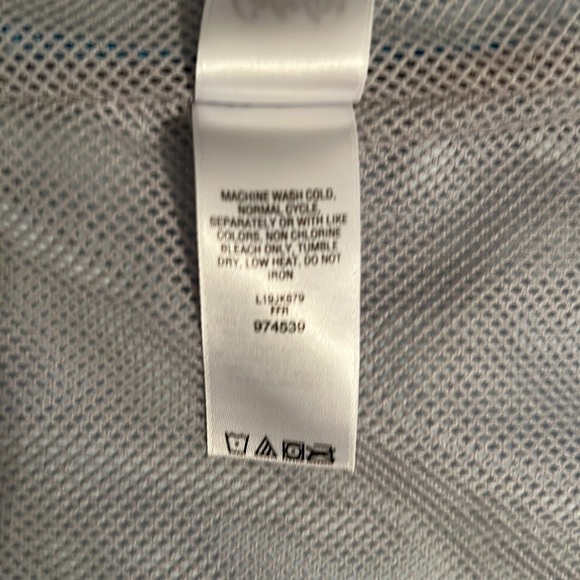 MACHINE WASH COLD,
NORMAL CYCLE,
SEPARATELY OR WITH LIKE
COLORS, NON CHLORINE
BLEACH ONLY, TUMBLE
DRY, LOW HEAT, DO NOT
IRON
L19JK079
FFR
974539